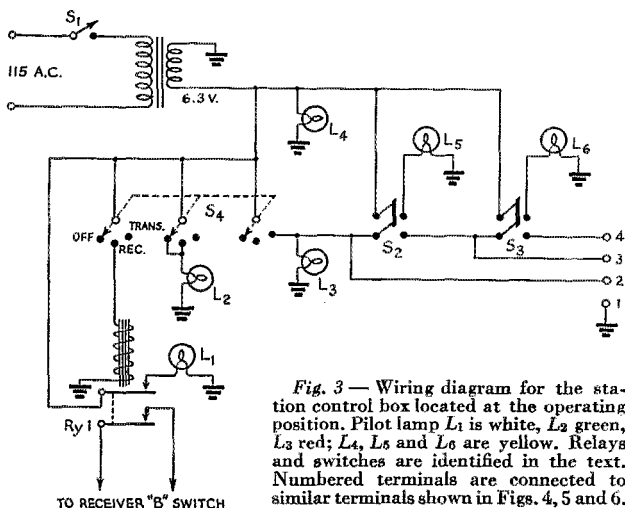 S1
115 A.C.
6.3 V.
L4
L5
L6
S4
OFF
TRANS.
REC.
S2
S3
4
3
2
1
L2
L3
L1
Ry 1
TO RECEIVER "B" SWITCH
Fig. 3 — Wiring diagram for the sta-
tion control box located at the operating
position. Pilot lamp L1 is white, L2 green,
L3 red; L4, L5 and L6 are yellow. Relays
and switches are identified in the text.
Numbered terminals are connected to
similar terminals shown in Figs. 4, 5 and 6.